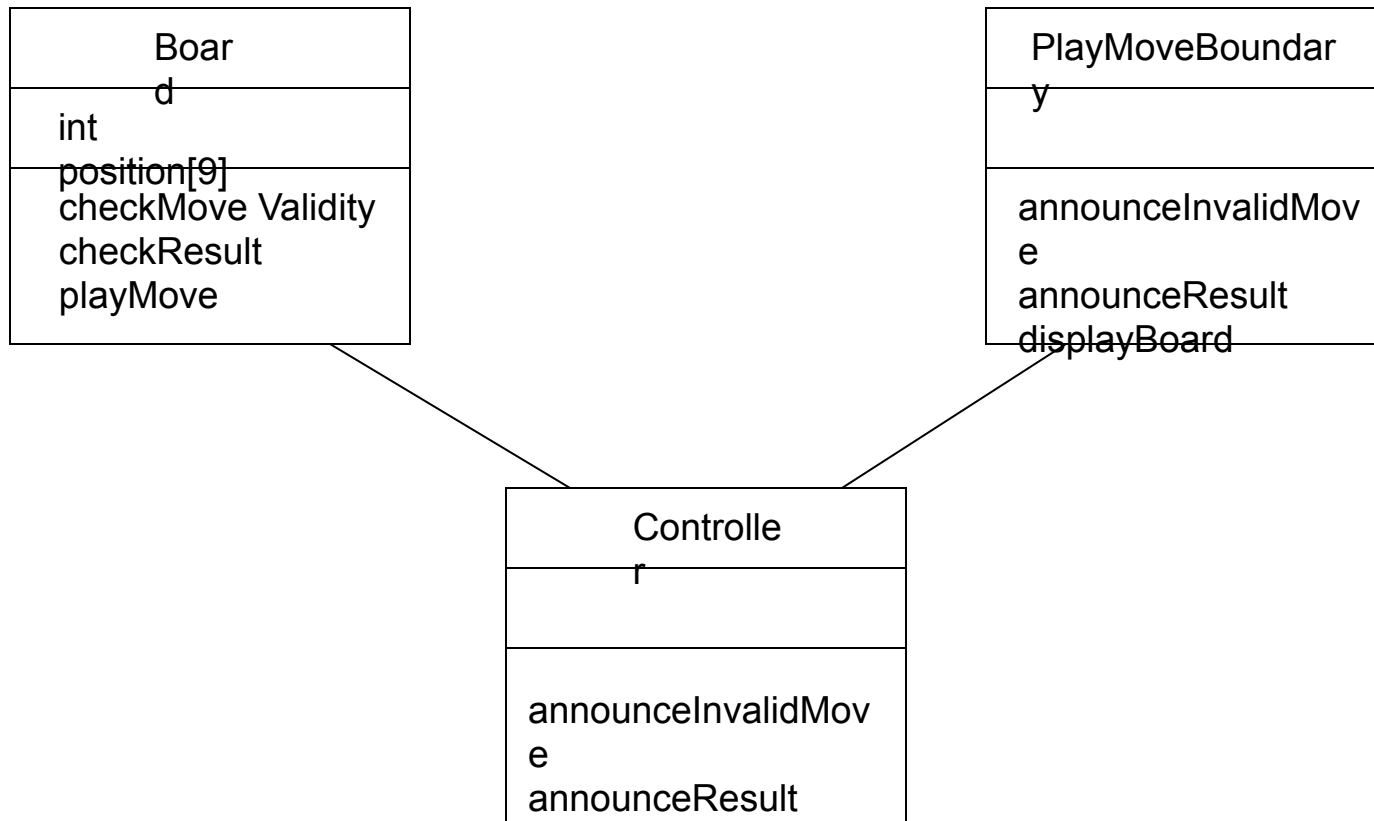 Boar
d
int
position[9]
checkMove Validity
checkResult
playMove
PlayMoveBoundar
y
announceInvalidMov
e
announceResult
displayBoard
Controlle
r
announceInvalidMov
e
announceResult